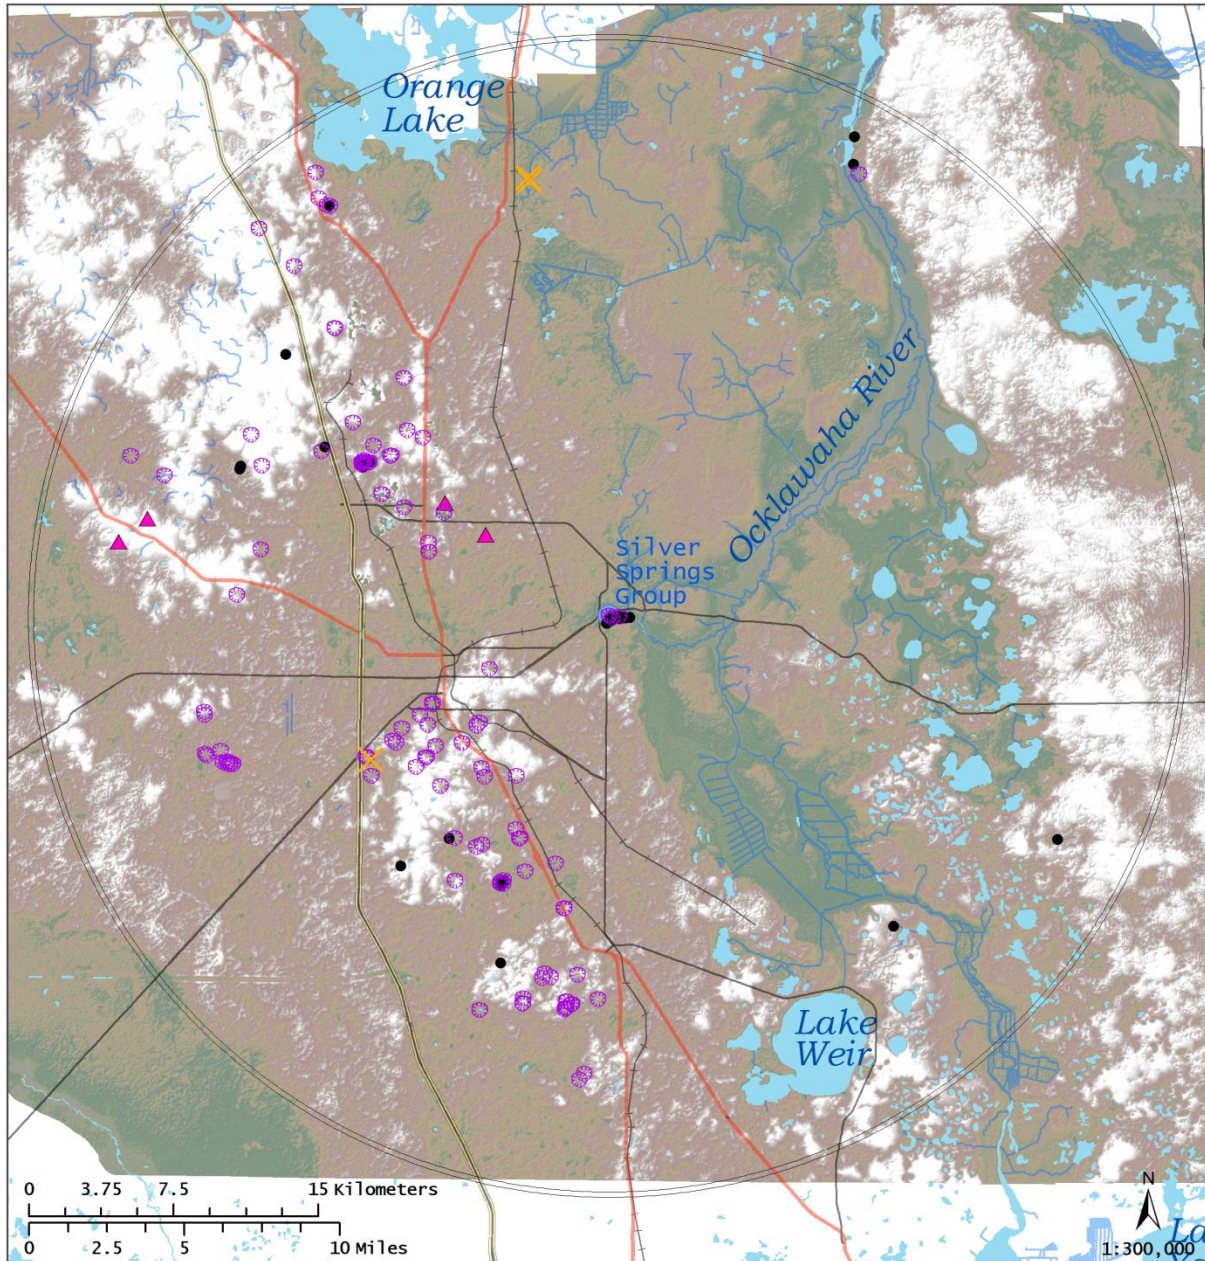 Orange
Lake
Ocklawaha River
Silver
Springs
Group
Lake
Weir
0 3.75 7.5 15 Kilometers
0 2.5 5 10 Miles
N
1:300,000